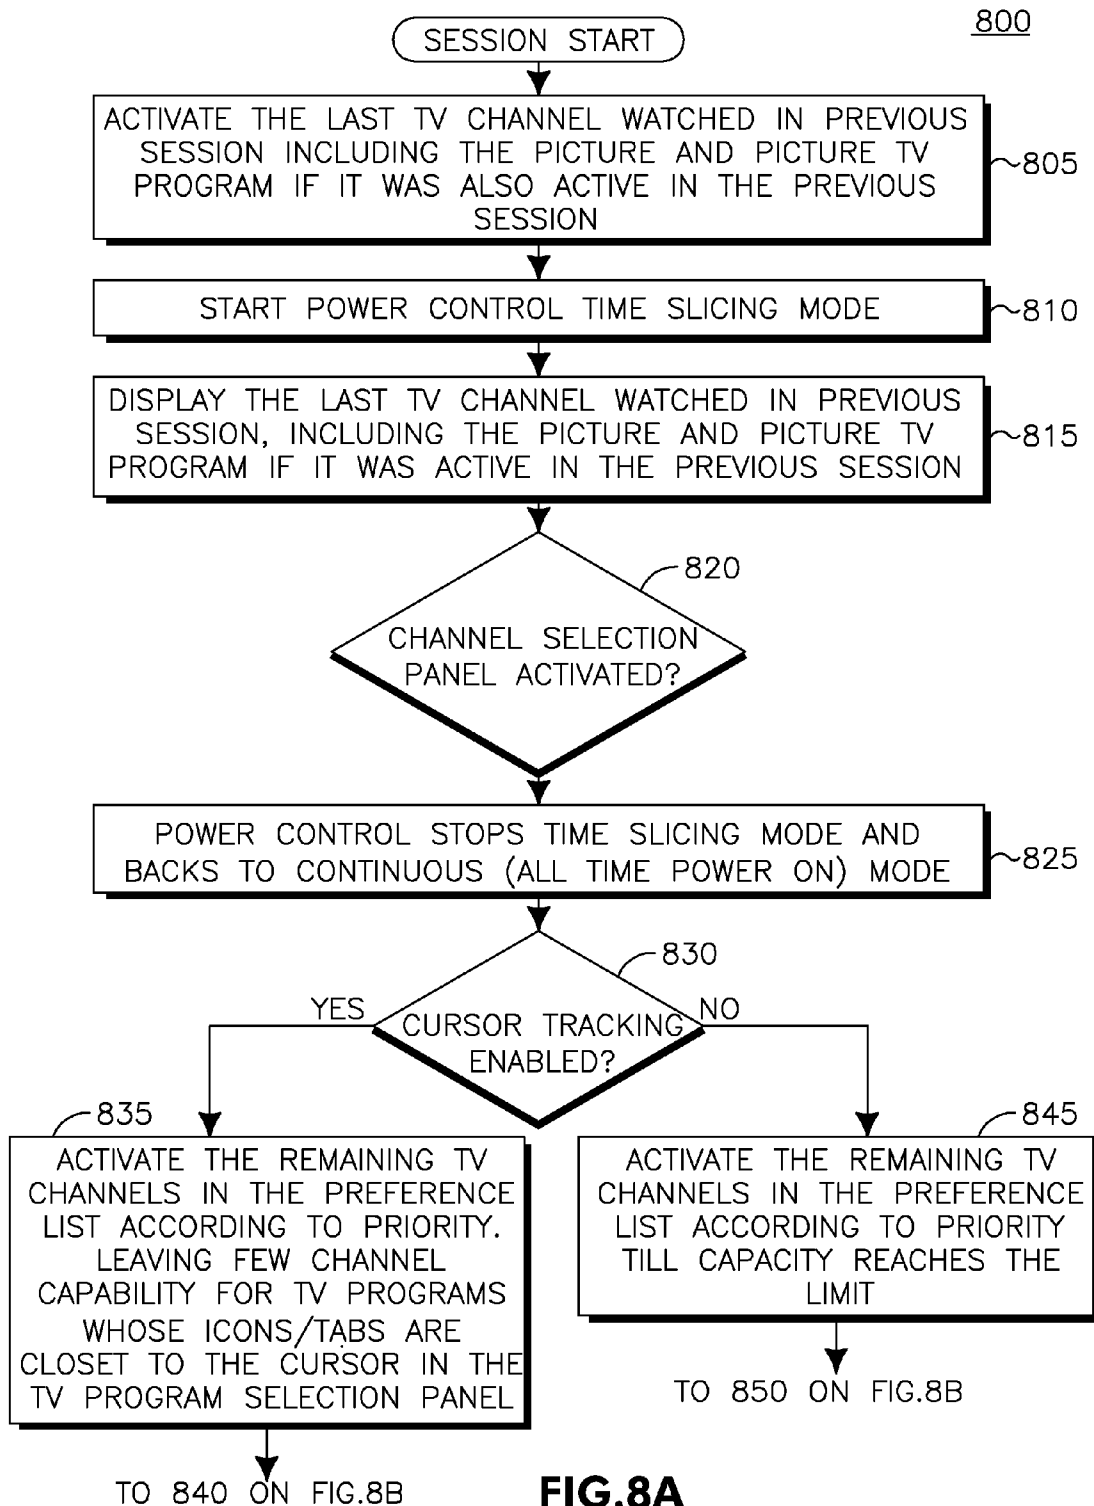 800
SESSION START
ACTIVATE THE LAST TV CHANNEL WATCHED IN PREVIOUS
SESSION INCLUDING THE PICTURE AND PICTURE TV
PROGRAM IF IT WAS ALSO ACTIVE IN THE PREVIOUS
SESSION
805
START POWER CONTROL TIME SLICING MODE
810
DISPLAY THE LAST TV CHANNEL WATCHED IN PREVIOUS
SESSION, INCLUDING THE PICTURE AND PICTURE TV
PROGRAM IF IT WAS ACTIVE IN THE PREVIOUS SESSION
815
820
CHANNEL SELECTION
PANEL ACTIVATED?
POWER CONTROL STOPS TIME SLICING MODE AND
BACKS TO CONTINUOUS (ALL TIME POWER ON) MODE
825
830
YES
NO
CURSOR TRACKING
ENABLED?
835
ACTIVATE THE REMAINING TV
CHANNELS IN THE PREFERENCE
LIST ACCORDING TO PRIORITY.
LEAVING FEW CHANNEL
CAPABILITY FOR TV PROGRAMS
WHOSE ICONS/TABS ARE
CLOSET TO THE CURSOR IN THE
TV PROGRAM SELECTION PANEL
TO 840 ON FIG.8B
845
ACTIVATE THE REMAINING TV
CHANNELS IN THE PREFERENCE
LIST ACCORDING TO PRIORITY
TILL CAPACITY REACHES THE
LIMIT
TO 850 ON FIG.8B
FIG.8A